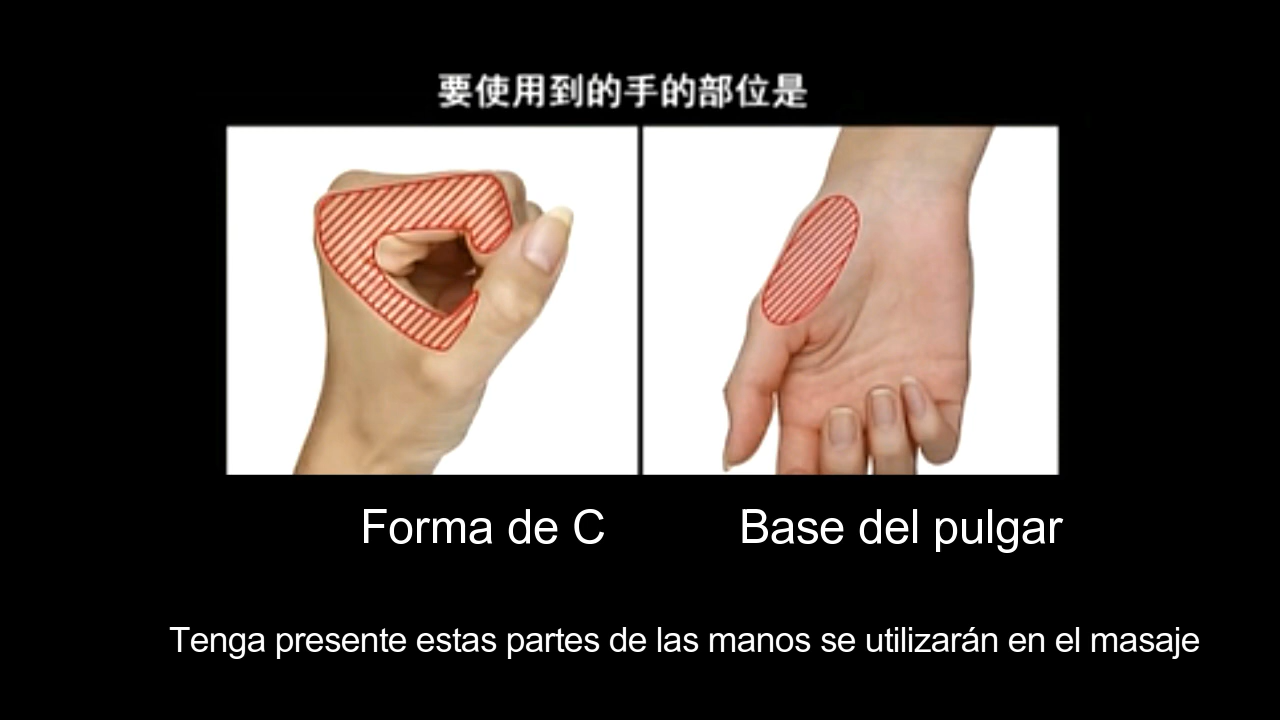 要使用到的手的部位是
Forma de C
Base del pulgar
Tenga presente estas partes de las manos se utilizarán en el masaje